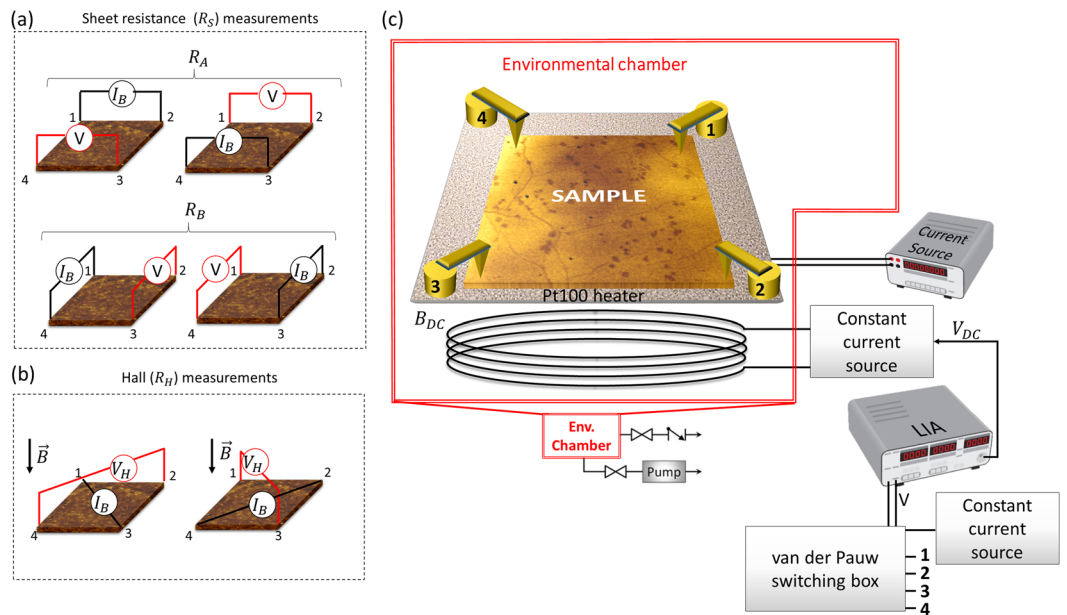 (a)
Sheet resistance (R_S) measurements
R_A
I_B
1
2
V
4
3
V
1
2
I_B
4
3
R_B
I_B
1
V
2
4
3
V
1
I_B
2
4
3
(b)
Hall (R_H) measurements
B
V_H
1
2
I_B
4
3
B
V_H
1
2
I_B
4
3
(c)
Environmental chamber
4
1
SAMPLE
3
2
Pt100 heater
B_DC
Current
Source
Constant
current
source
V_DC
LIA
0000 0000 0000
V
Env.
Chamber
Pump
Constant
current
source
van der Pauw
switching box
1
2
3
4